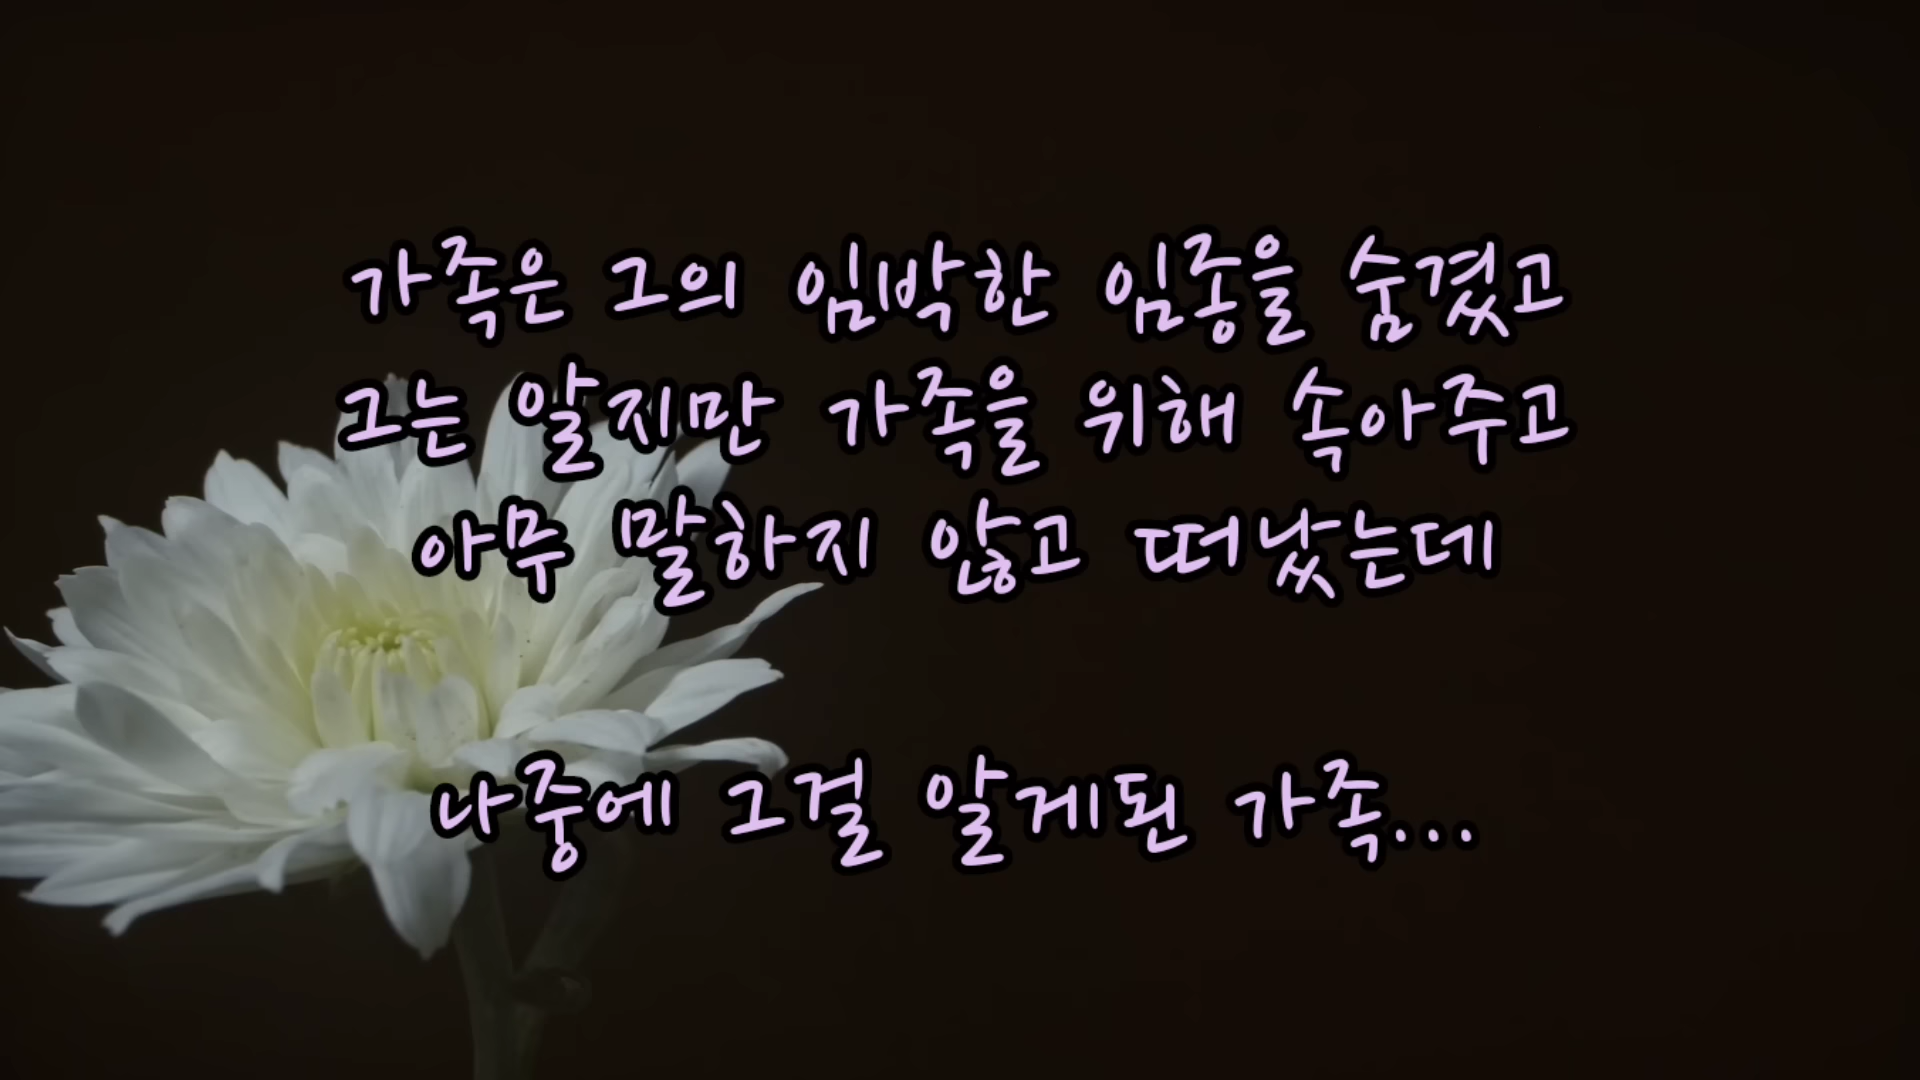 가족은 그의 임박한 임종을 숨겼고
그는 알지만 가족을 위해 속아주고
아무 말하지 않고 떠났는데
나중에 그걸 알게된 가족...